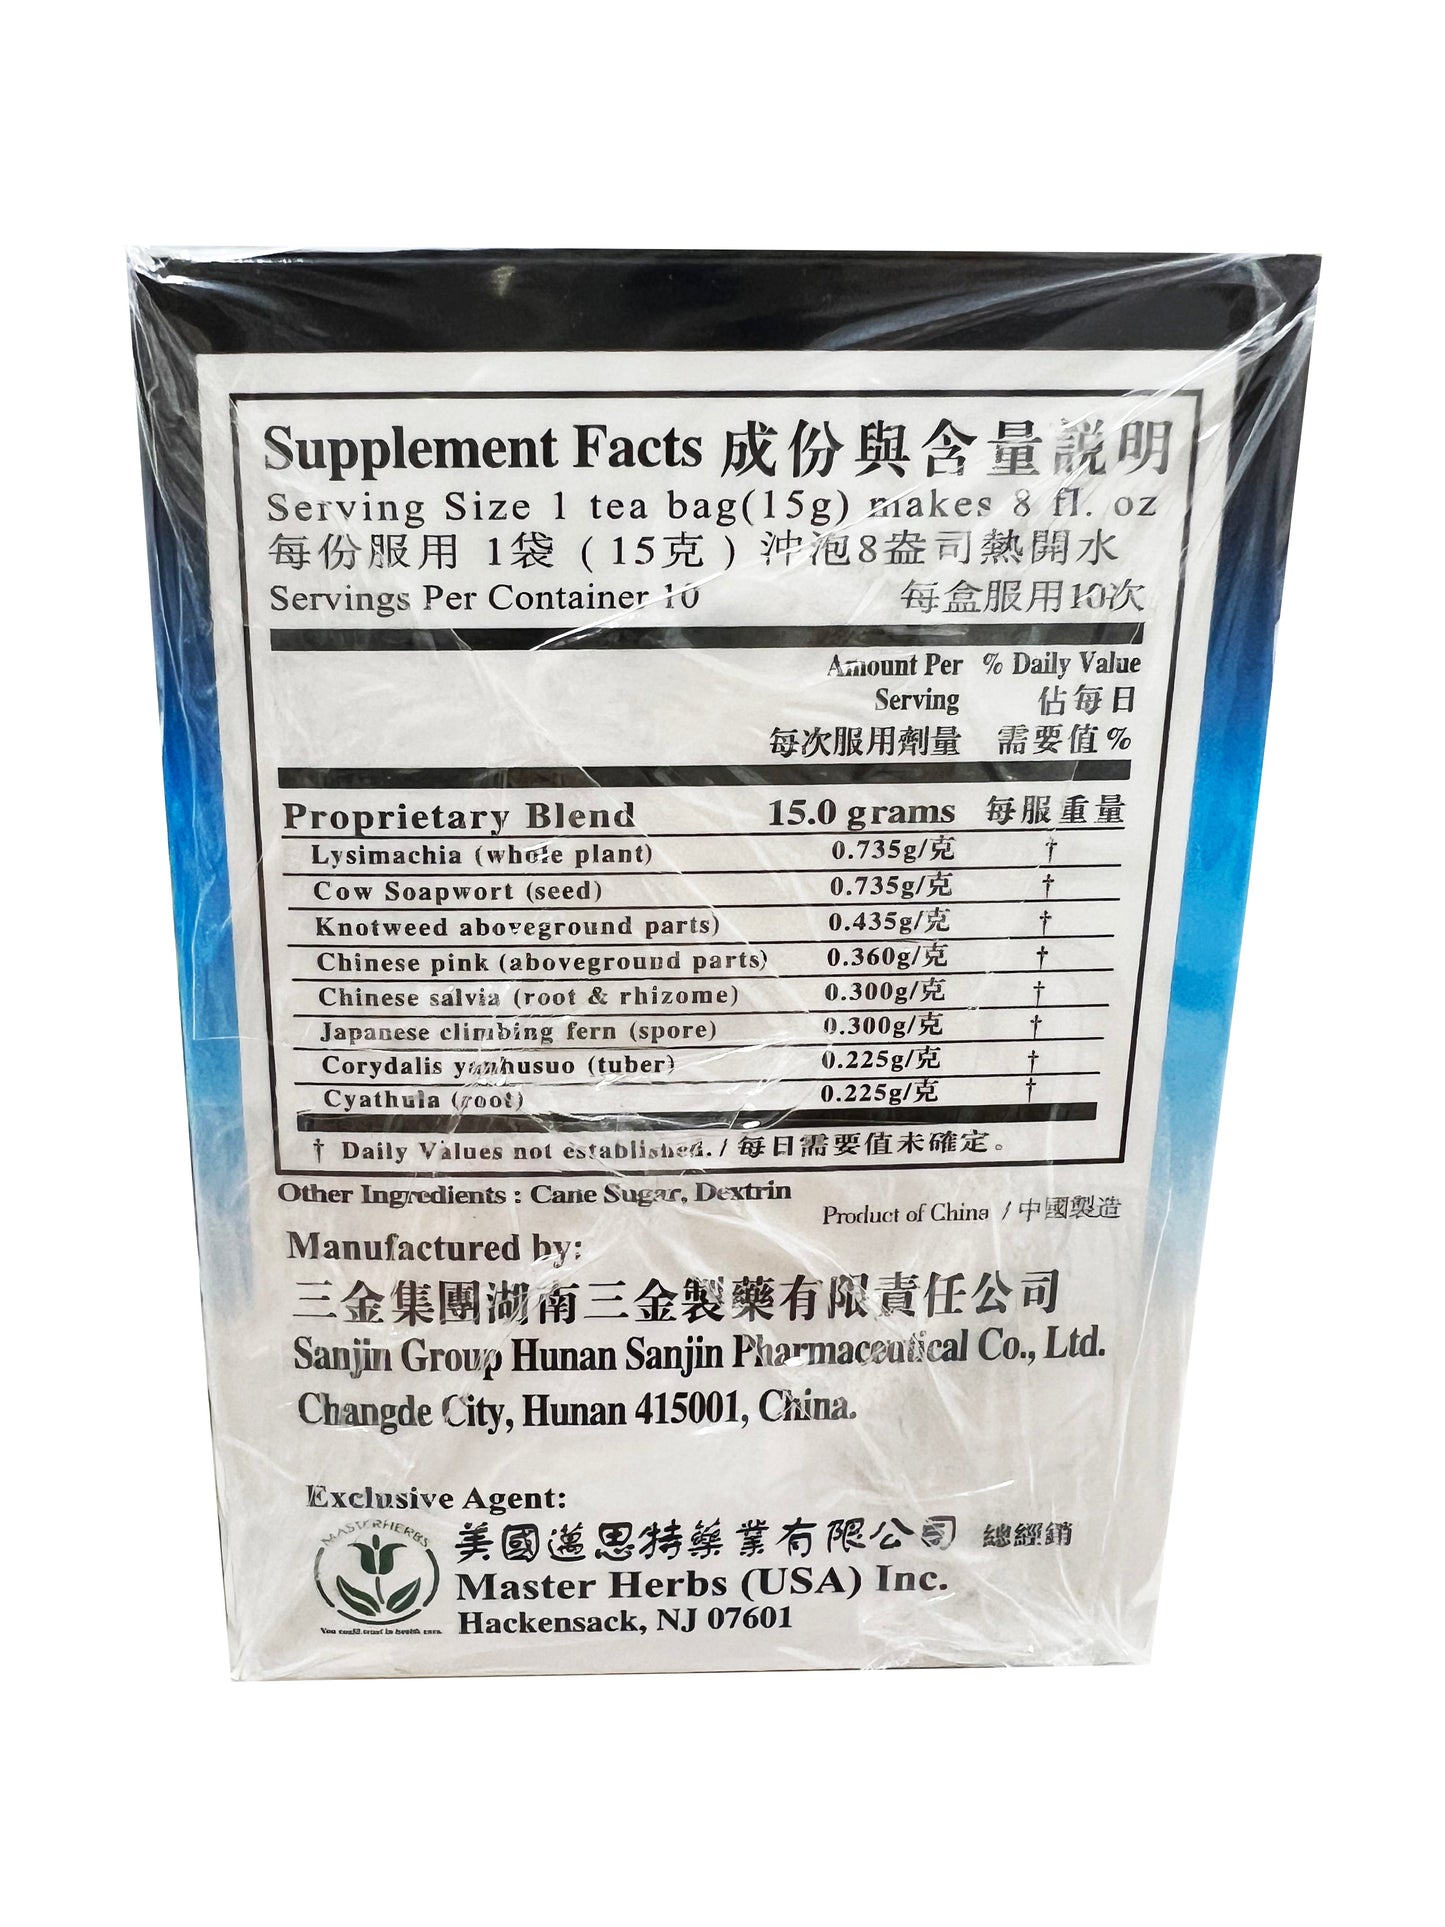 Supplement Facts 成份與含量説明
Serving Size 1 tea bag(15g) makes 8 fl. oz
每份服用 1袋 ( 15克 ) 沖泡8盎司熱開水
Servings Per Container 10 每盒服用10次
Amount Per % Daily Value
Serving 佔每日
每次服用劑量 需要值%
Proprietary Blend 15.0 grams 每服重量
Lysimachia (whole plant) 0.735g/克 †
Cow Soapwort (seed) 0.735g/克 †
Knotweed aboveground parts) 0.435g/克 †
Chinese pink (aboveground parts) 0.360g/克 †
Chinese salvia (root & rhizome) 0.300g/克 †
Japanese climbing fern (spore) 0.300g/克 †
Corydalis yanhusuo (tuber) 0.225g/克 †
Cyathula (root) 0.225g/克 †
† Daily Values not established. / 每日需要值未確定。
Other Ingredients : Cane Sugar, Dextrin
Product of China / 中國製造
Manufactured by:
三金集團湖南三金製藥有限責任公司
Sanjin Group Hunan Sanjin Pharmaceutical Co., Ltd.
Changde City, Hunan 415001, China.
Exclusive Agent:
MASTERHERBS
美國邁思特藥業有限公司 總經銷
Master Herbs (USA) Inc.
Hackensack, NJ 07601
You could trust in health care